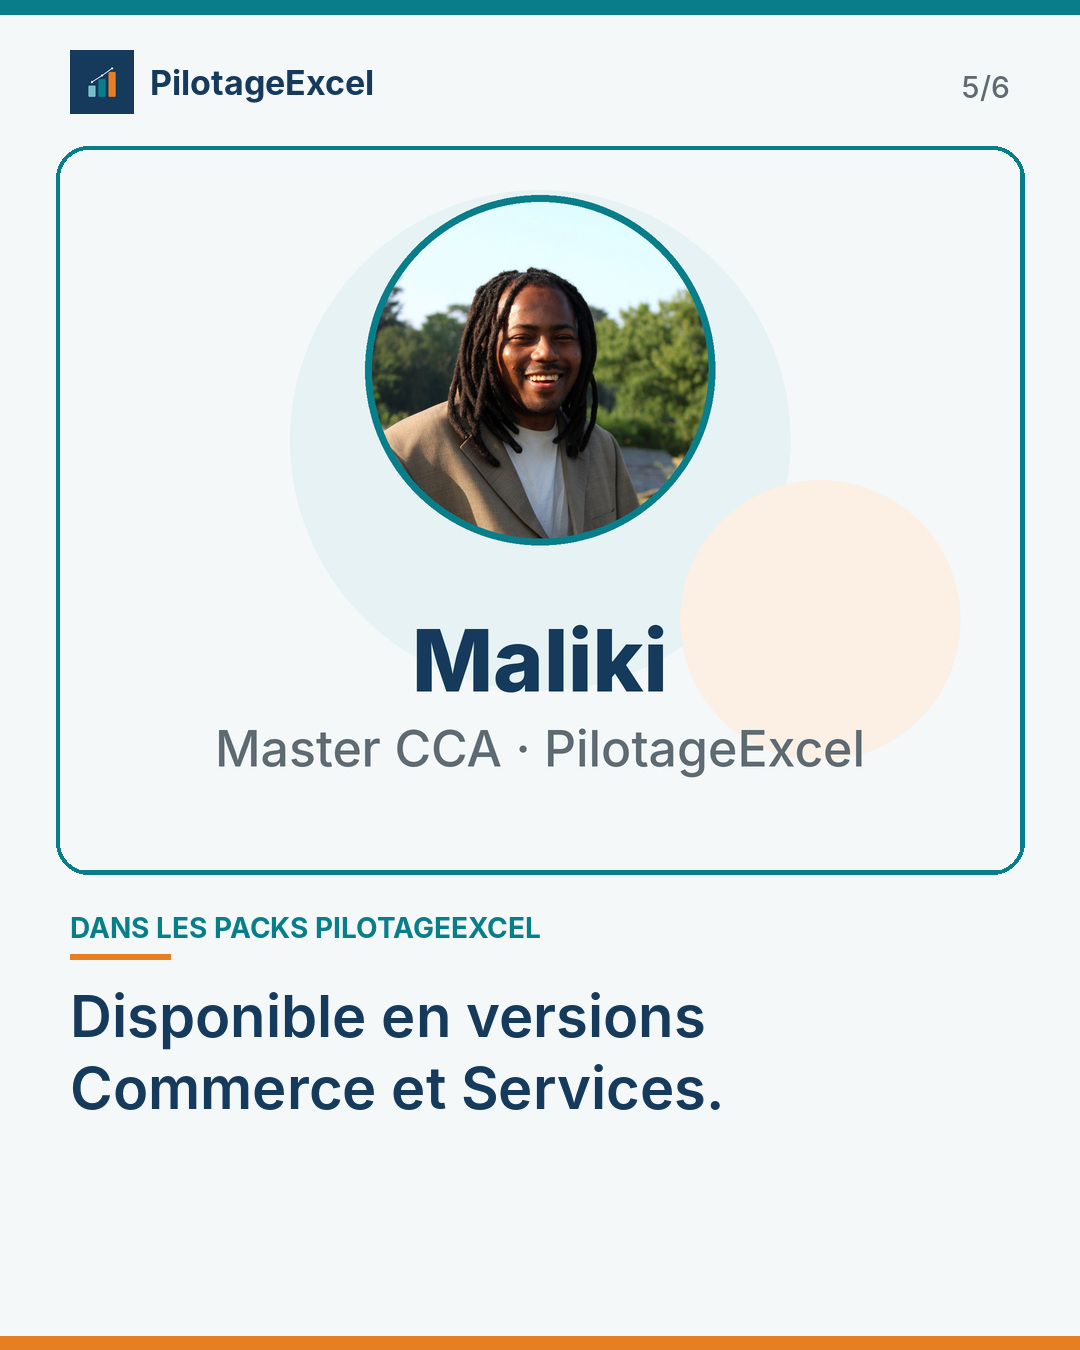 PilotageExcel
5/6
Maliki
Master CCA · PilotageExcel
DANS LES PACKS PILOTAGEEXCEL
Disponible en versions
Commerce et Services.